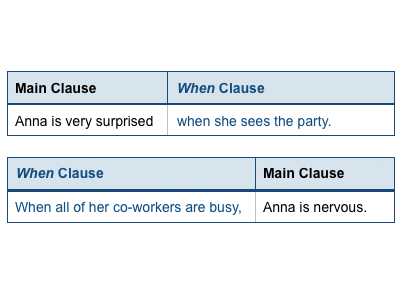 Main Clause When Clause
Anna is very surprised when she sees the party.
When Clause Main Clause
When all of her co-workers are busy, Anna is nervous.